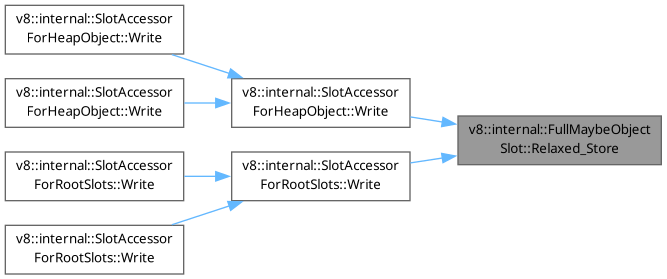 v8::internal::SlotAccessor
ForHeapObject::Write
v8::internal::SlotAccessor
ForHeapObject::Write
v8::internal::SlotAccessor
ForHeapObject::Write
v8::internal::FullMaybeObject
Slot::Relaxed_Store
v8::internal::SlotAccessor
ForRootSlots::Write
v8::internal::SlotAccessor
ForRootSlots::Write
v8::internal::SlotAccessor
ForRootSlots::Write